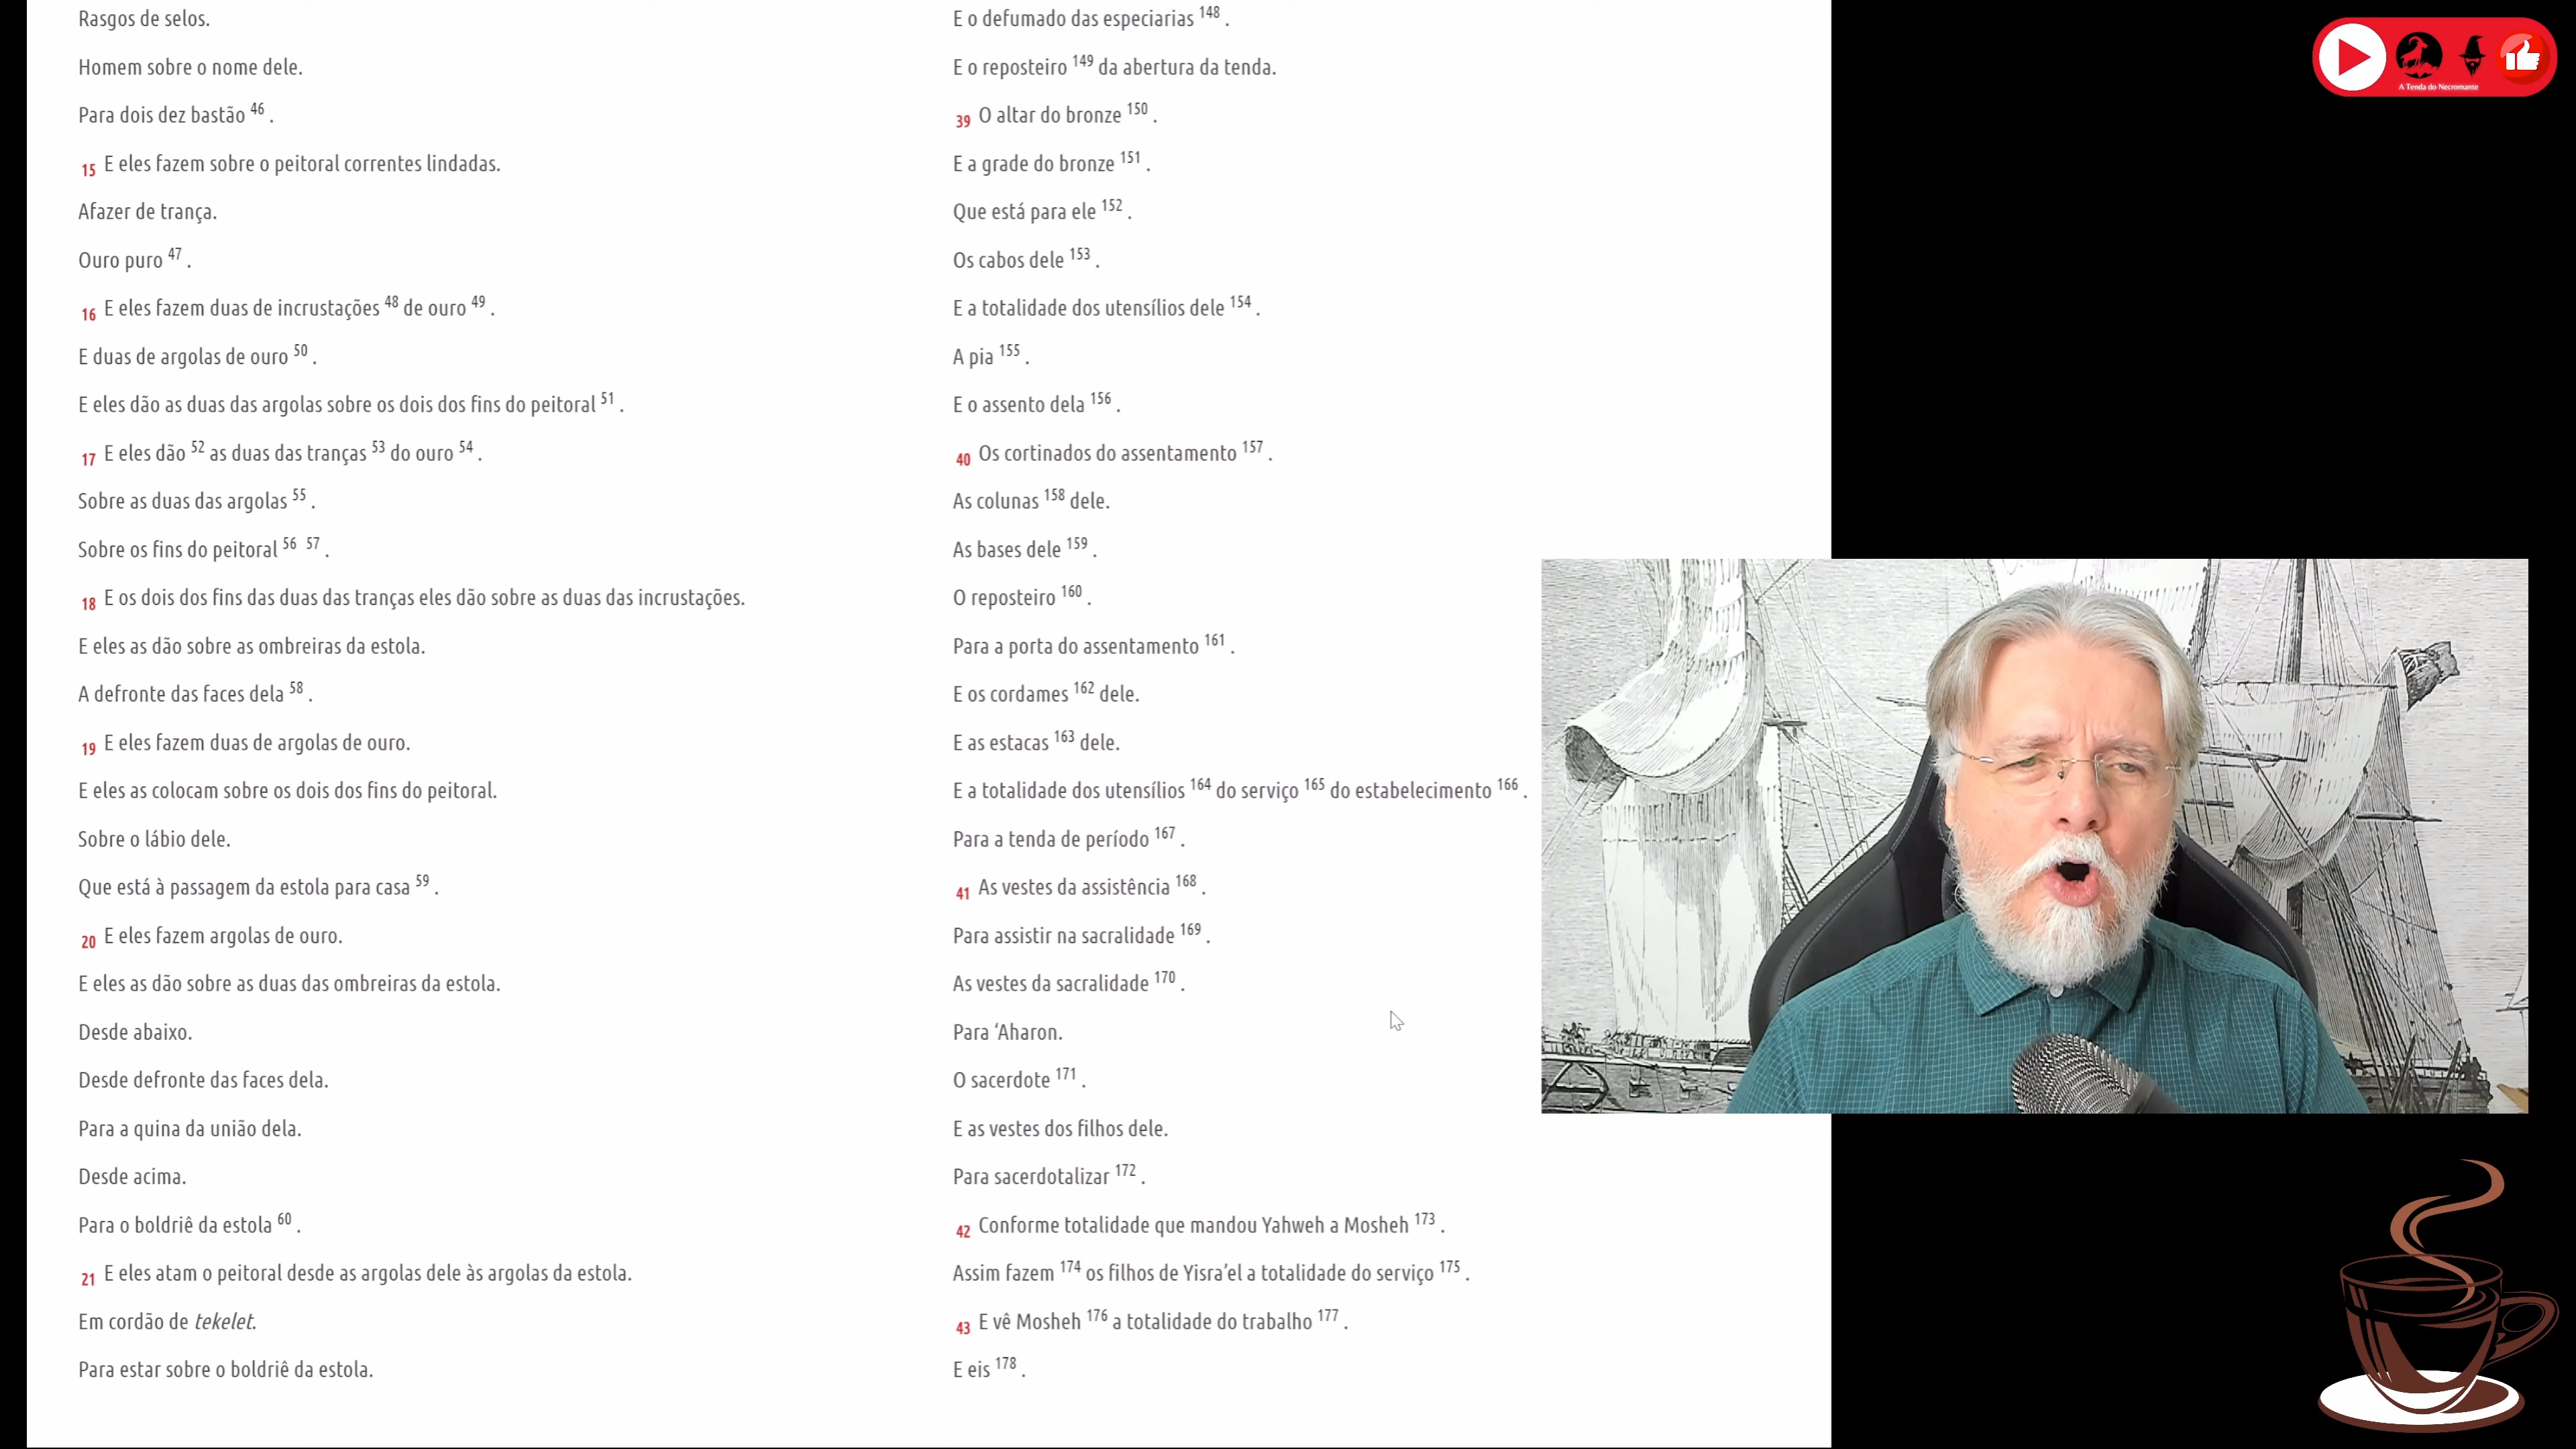 Rasgos de selos.
Homem sobre o nome dele.
Para dois dez bastão 46 .
15 E eles fazem sobre o peitoral correntes lindadas.
Afazer de trança.
Ouro puro 47 .
16 E eles fazem duas de incrustações 48 de ouro 49 .
E duas de argolas de ouro 50 .
E eles dão as duas das argolas sobre os dois dos fins do peitoral 51 .
17 E eles dão 52 as duas das tranças 53 do ouro 54 .
Sobre as duas das argolas 55 .
Sobre os fins do peitoral 56 57 .
18 E os dois dos fins das duas das tranças eles dão sobre as duas das incrustações.
E eles as dão sobre as ombreiras da estola.
A defronte das faces dela 58 .
19 E eles fazem duas de argolas de ouro.
E eles as colocam sobre os dois dos fins do peitoral.
Sobre o lábio dele.
Que está à passagem da estola para casa 59 .
20 E eles fazem argolas de ouro.
E eles as dão sobre as duas das ombreiras da estola.
Desde abaixo.
Desde defronte das faces dela.
Para a quina da união dela.
Desde acima.
Para o boldriê da estola 60 .
21 E eles atam o peitoral desde as argolas dele às argolas da estola.
Em cordão de tekelet.
Para estar sobre o boldriê da estola.
E o defumado das especiarias 148 .
E o reposteiro 149 da abertura da tenda.
39 O altar do bronze 150 .
E a grade do bronze 151 .
Que está para ele 152 .
Os cabos dele 153 .
E a totalidade dos utensílios dele 154 .
A pia 155 .
E o assento dela 156 .
40 Os cortinados do assentamento 157 .
As colunas 158 dele.
As bases dele 159 .
O reposteiro 160 .
Para a porta do assentamento 161 .
E os cordames 162 dele.
E as estacas 163 dele.
E a totalidade dos utensílios 164 do serviço 165 do estabelecimento 166 .
Para a tenda de período 167 .
41 As vestes da assistência 168 .
Para assistir na sacralidade 169 .
As vestes da sacralidade 170 .
Para ‘Aharon.
O sacerdote 171 .
E as vestes dos filhos dele.
Para sacerdotalizar 172 .
42 Conforme totalidade que mandou Yahweh a Mosheh 173 .
Assim fazem 174 os filhos de Yisra’el a totalidade do serviço 175 .
43 E vê Mosheh 176 a totalidade do trabalho 177 .
E eis 178 .
A Tenda do Necromante